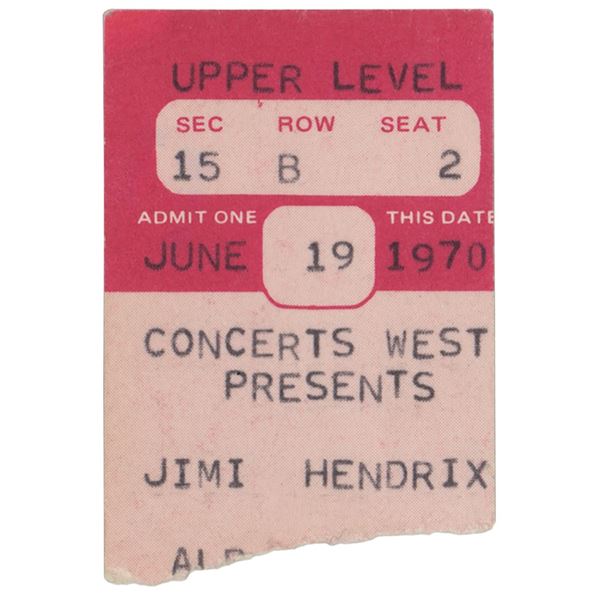 UPPER LEVEL
SEC ROW SEAT
15 B 2
ADMIT ONE THIS DATE
JUNE 19 1970
CONCERTS WEST
PRESENTS
JIMI HENDRIX